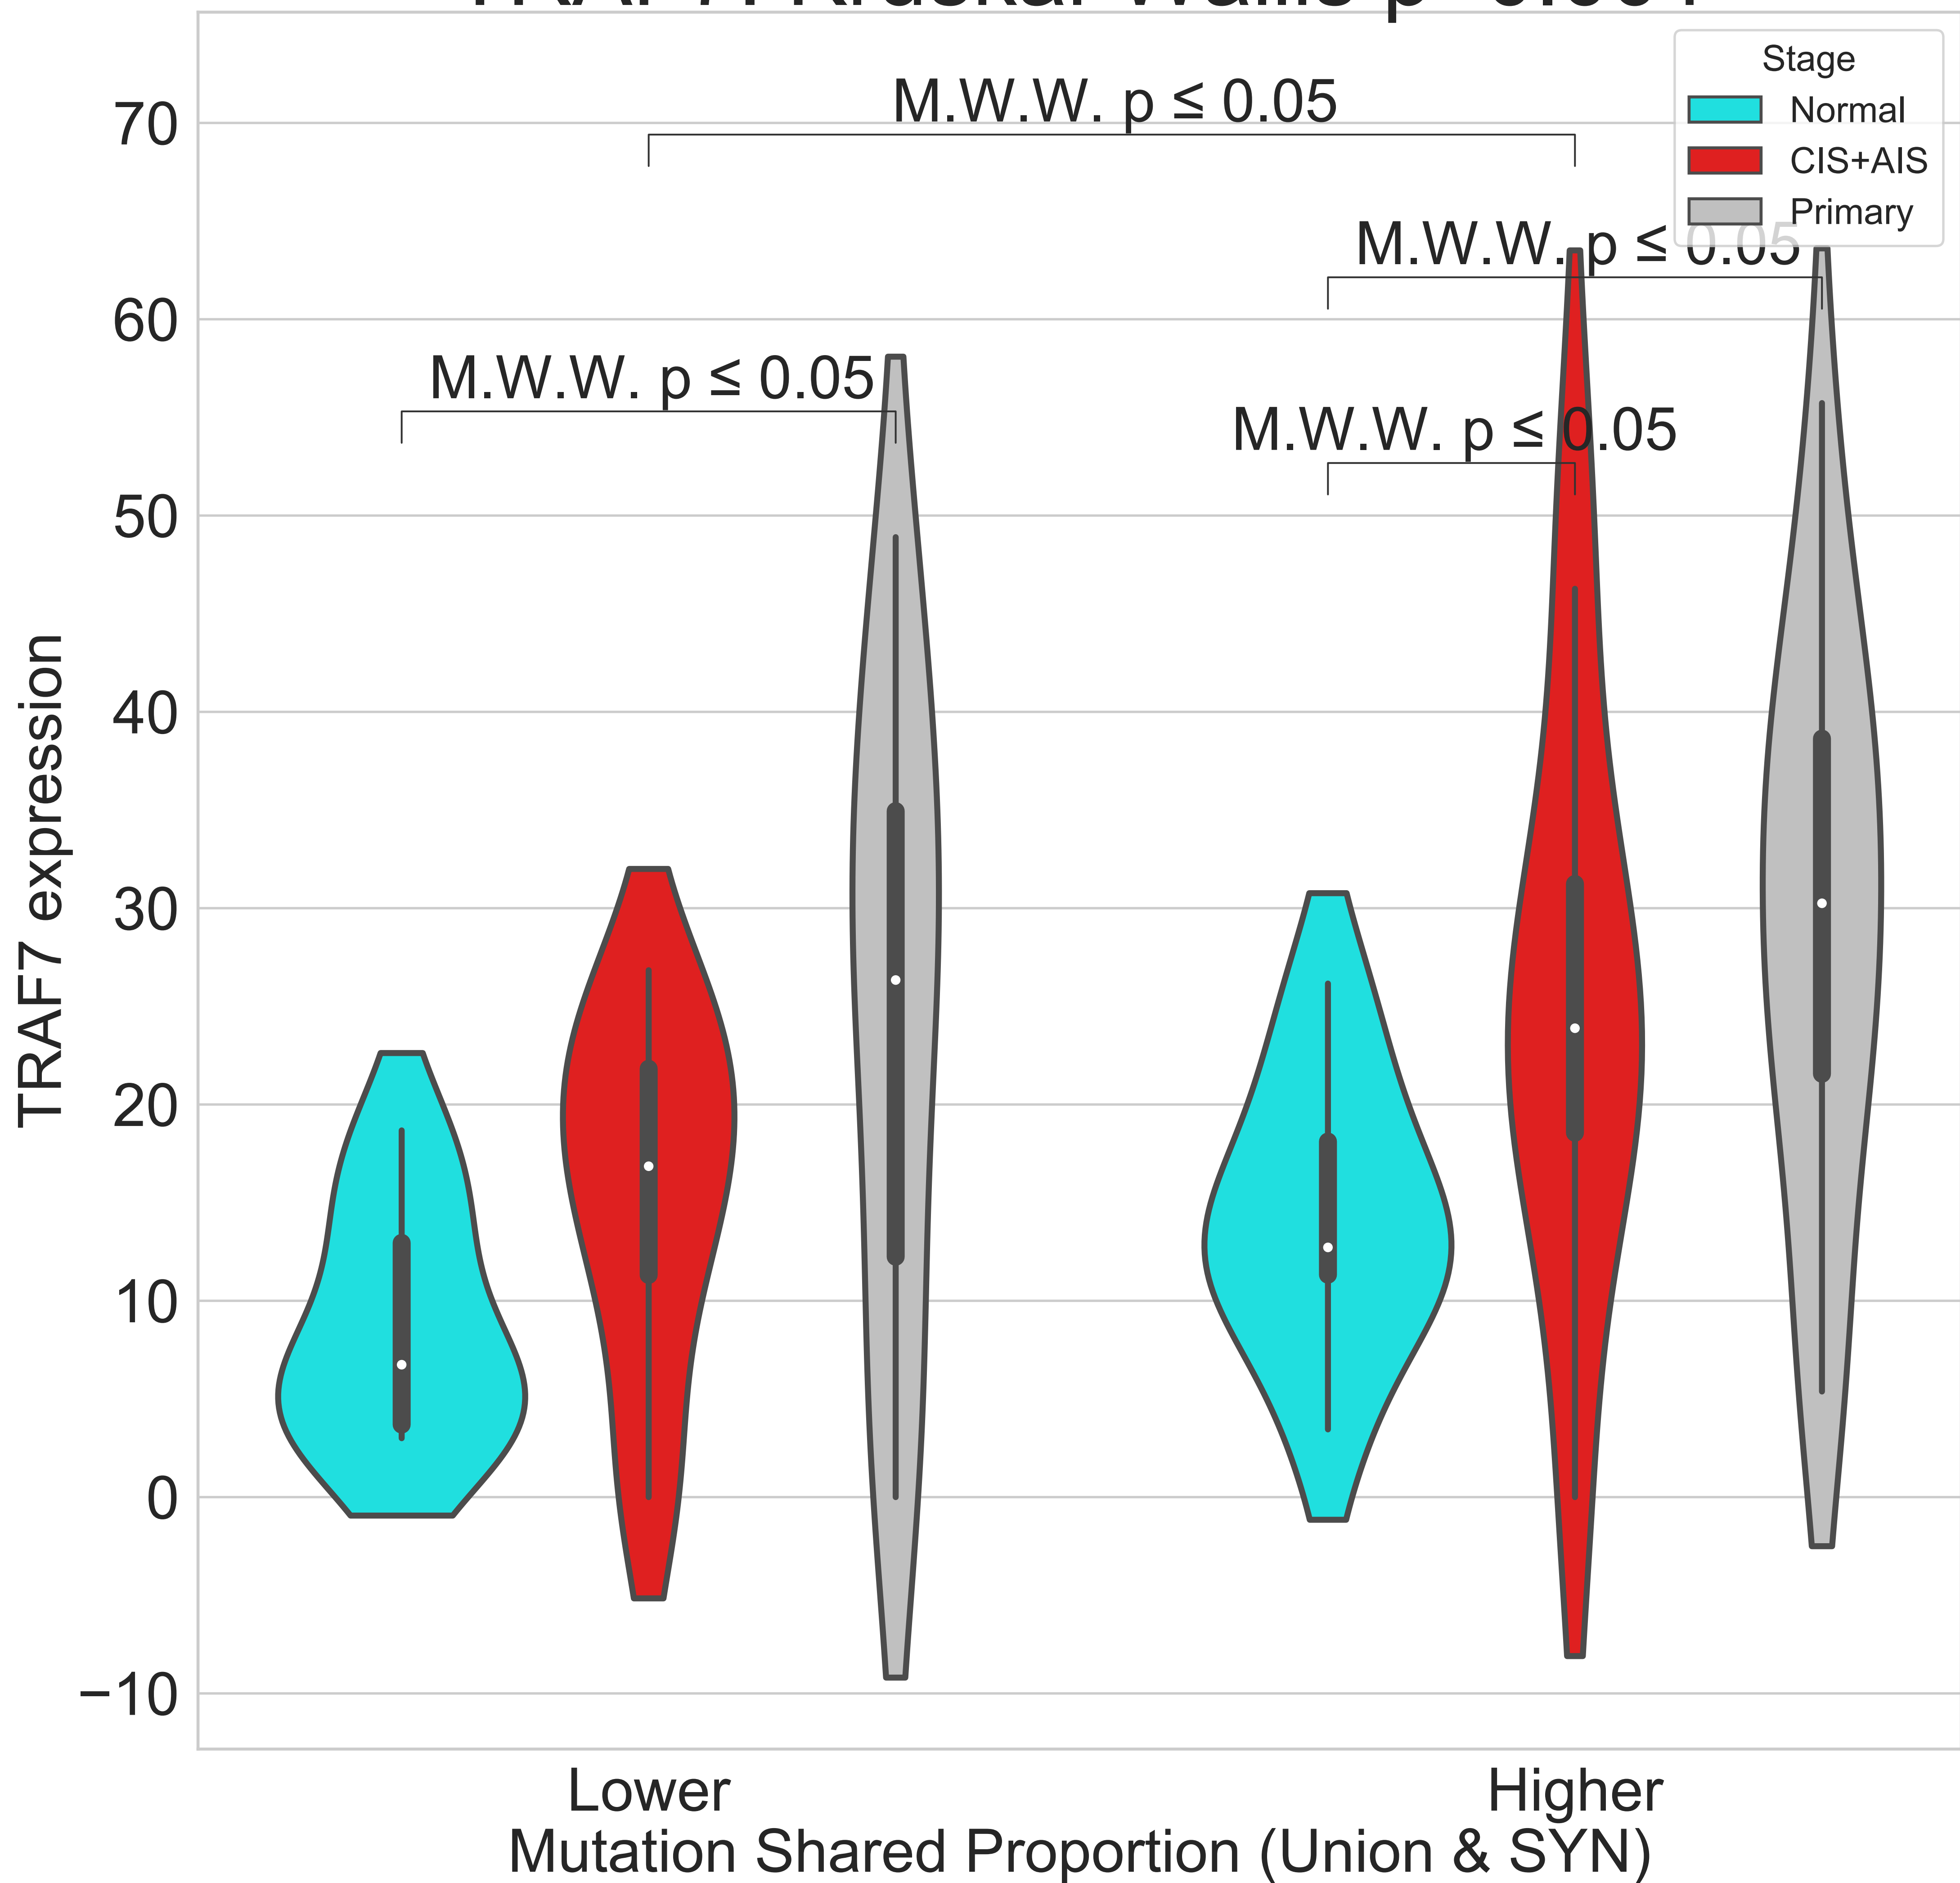 Stage
Normal
CIS+AIS
Primary
M.W.W. p ≤ 0.05
M.W.W. p ≤ 0.05
M.W.W. p ≤ 0.05
M.W.W. p ≤ 0.05
70
60
50
40
30
20
10
0
−10
TRAF7 expression
Lower
Higher
Mutation Shared Proportion (Union & SYN)